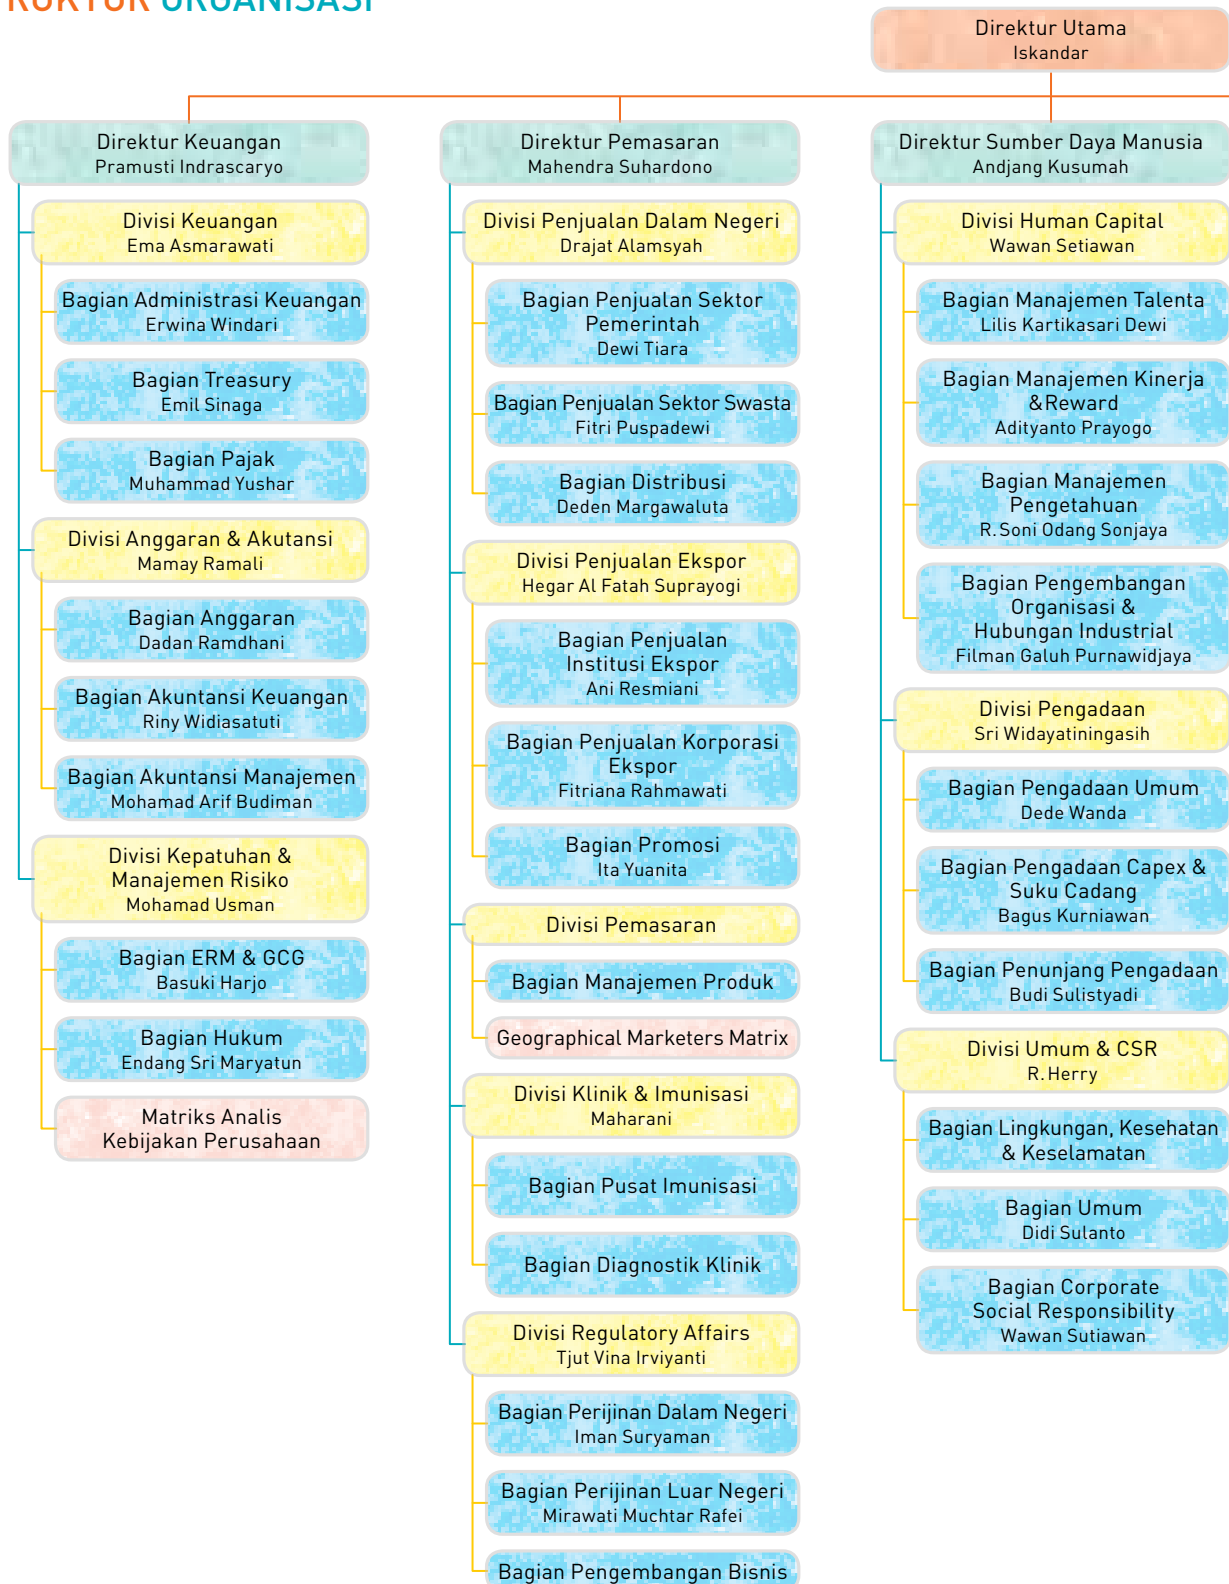 RUKTUR ORGANISASI
Direktur Utama
Iskandar
Direktur Keuangan
Pramusti Indrascaryo
Divisi Keuangan
Ema Asmarawati
Bagian Administrasi Keuangan
Erwina Windari
Bagian Treasury
Emil Sinaga
Bagian Pajak
Muhammad Yushar
Divisi Anggaran & Akutansi
Mamay Ramali
Bagian Anggaran
Dadan Ramdhani
Bagian Akuntansi Keuangan
Riny Widiasatuti
Bagian Akuntansi Manajemen
Mohamad Arif Budiman
Divisi Kepatuhan &
Manajemen Risiko
Mohamad Usman
Bagian ERM & GCG
Basuki Harjo
Bagian Hukum
Endang Sri Maryatun
Matriks Analis
Kebijakan Perusahaan
Direktur Pemasaran
Mahendra Suhardono
Divisi Penjualan Dalam Negeri
Drajat Alamsyah
Bagian Penjualan Sektor
Pemerintah
Dewi Tiara
Bagian Penjualan Sektor Swasta
Fitri Puspadewi
Bagian Distribusi
Deden Margawaluta
Divisi Penjualan Ekspor
Hegar Al Fatah Suprayogi
Bagian Penjualan
Institusi Ekspor
Ani Resmiani
Bagian Penjualan Korporasi
Ekspor
Fitriana Rahmawati
Bagian Promosi
Ita Yuanita
Divisi Pemasaran
Bagian Manajemen Produk
Geographical Marketers Matrix
Divisi Klinik & Imunisasi
Maharani
Bagian Pusat Imunisasi
Bagian Diagnostik Klinik
Divisi Regulatory Affairs
Tjut Vina Irviyanti
Bagian Perijinan Dalam Negeri
Iman Suryaman
Bagian Perijinan Luar Negeri
Mirawati Muchtar Rafei
Bagian Pengembangan Bisnis
Direktur Sumber Daya Manusia
Andjang Kusumah
Divisi Human Capital
Wawan Setiawan
Bagian Manajemen Talenta
Lilis Kartikasari Dewi
Bagian Manajemen Kinerja
&Reward
Adityanto Prayogo
Bagian Manajemen
Pengetahuan
R.Soni Odang Sonjaya
Bagian Pengembangan
Organisasi &
Hubungan Industrial
Filman Galuh Purnawidjaya
Divisi Pengadaan
Sri Widayatiningasih
Bagian Pengadaan Umum
Dede Wanda
Bagian Pengadaan Capex &
Suku Cadang
Bagus Kurniawan
Bagian Penunjang Pengadaan
Budi Sulistyadi
Divisi Umum & CSR
R.Herry
Bagian Lingkungan, Kesehatan
& Keselamatan
Bagian Umum
Didi Sulanto
Bagian Corporate
Social Responsibility
Wawan Sutiawan